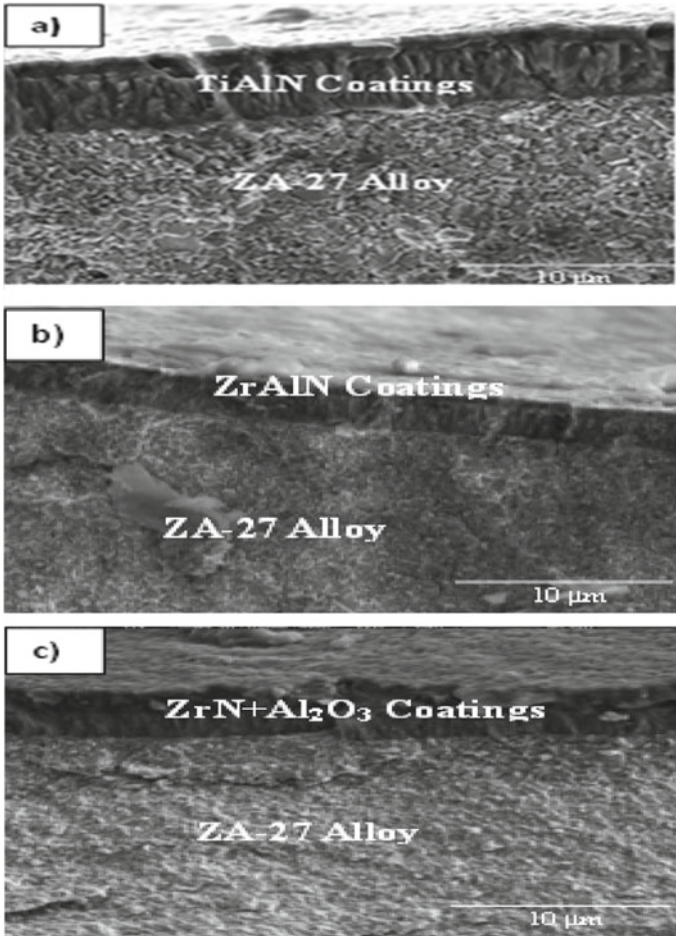 a)
TiAlN Coatings
ZA-27 Alloy
10 μm
b)
ZrAlN Coatings
ZA-27 Alloy
10 μm
c)
ZrN+Al₂O₃ Coatings
ZA-27 Alloy
10 μm